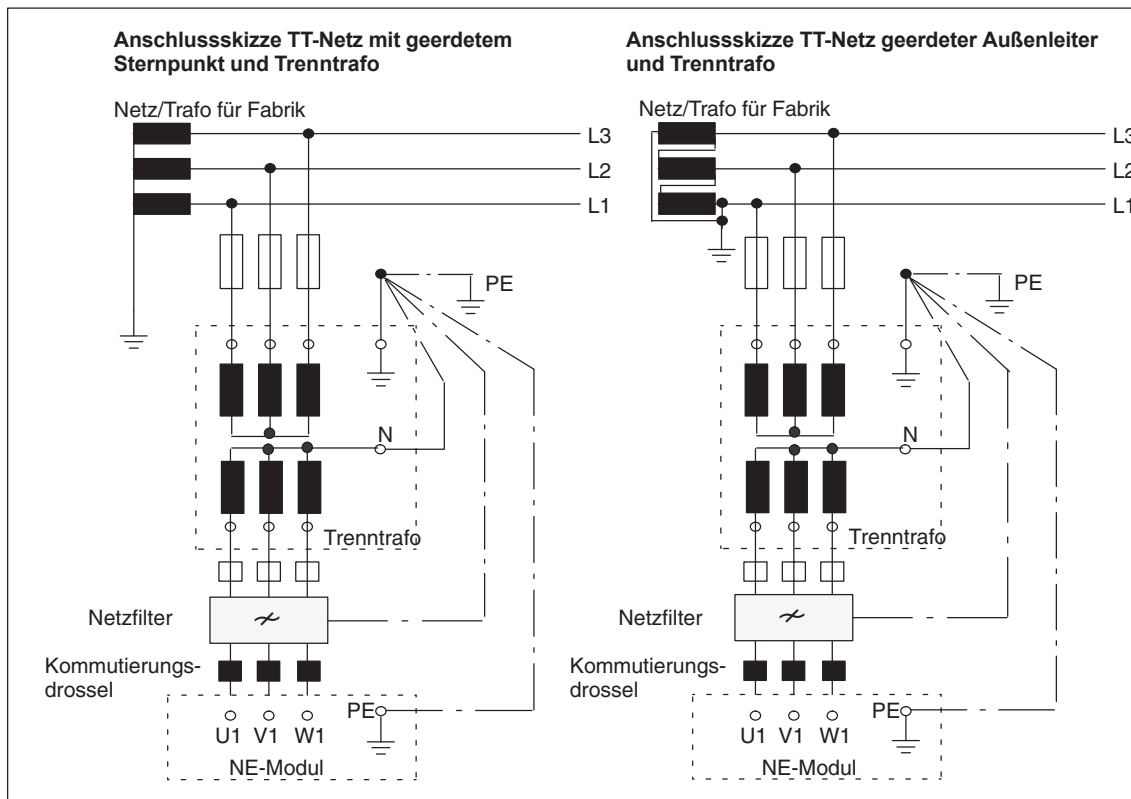 Anschlussskizze TT-Netz mit geerdetem
Sternpunkt und Trenntrafo
Netz/Trafo für Fabrik
L3
L2
L1
PE
N
Trenntrafo
Netzfilter
Kommutierungs-
drossel
PE
U1 V1 W1
NE-Modul
Anschlussskizze TT-Netz geerdeter Außenleiter
und Trenntrafo
Netz/Trafo für Fabrik
L3
L2
L1
PE
N
Trenntrafo
Netzfilter
Kommutierungs-
drossel
PE
U1 V1 W1
NE-Modul